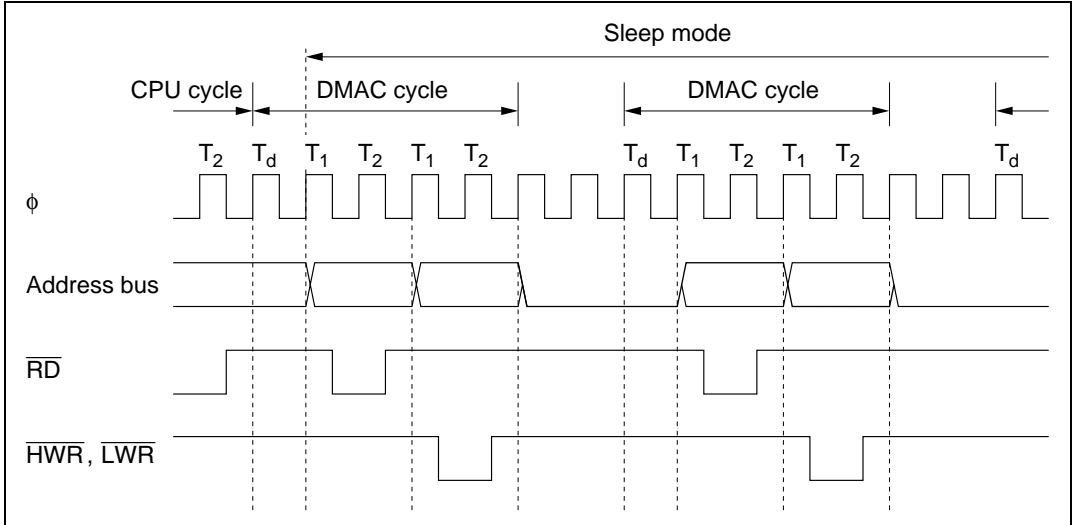 Sleep mode
CPU cycle DMAC cycle DMAC cycle
T2 Td T1 T2 T1 T2 Td T1 T2 T1 T2 Td
φ
Address bus
RD
HWR, LWR